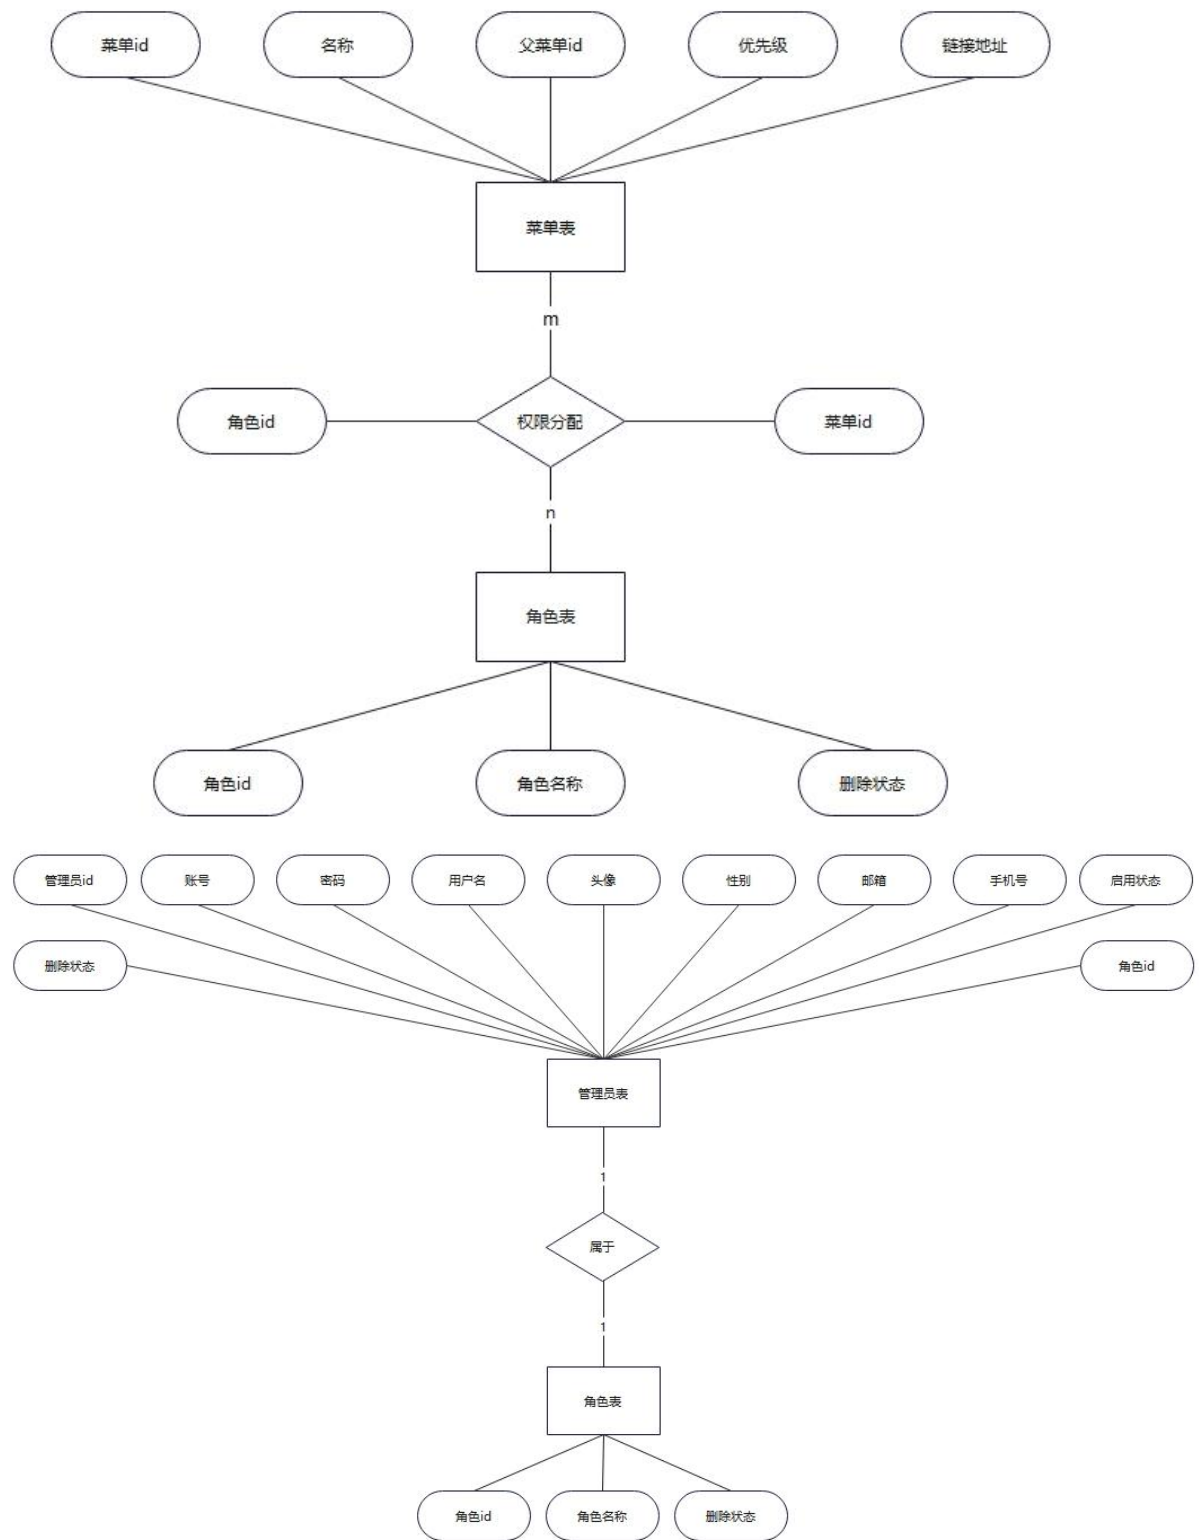 菜单id 名称 父菜单id 优先级 链接地址
菜单表
m
角色id 权限分配 菜单id
n
角色表
角色id 角色名称 删除状态
管理员id 账号 密码 用户名 头像 性别 邮箱 手机号 启用状态
删除状态 角色id
管理员表
1
属于
1
角色表
角色id 角色名称 删除状态